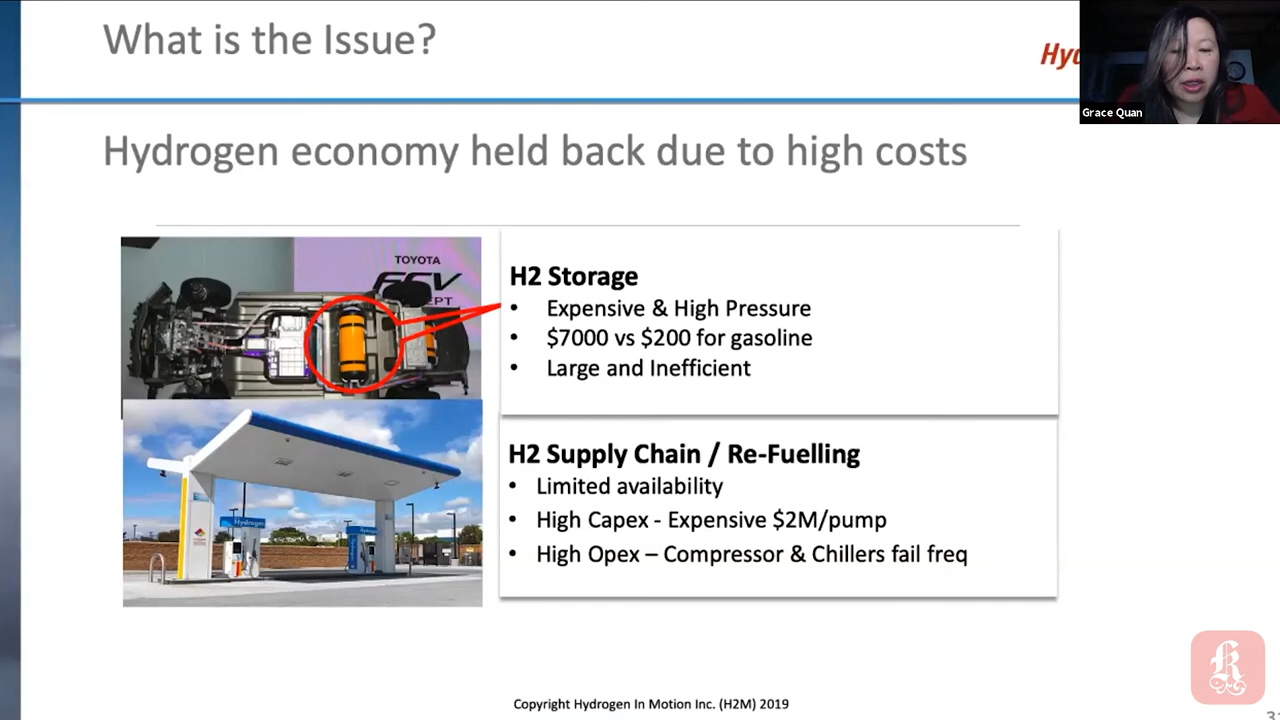 What is the Issue?
Grace Quan
Hydrogen economy held back due to high costs
TOYOTA
FCV
H2 Storage
• Expensive & High Pressure
• $7000 vs $200 for gasoline
• Large and Inefficient
H2 Supply Chain / Re-Fuelling
• Limited availability
• High Capex - Expensive $2M/pump
• High Opex – Compressor & Chillers fail freq
Hydrogen
Copyright Hydrogen In Motion Inc. (H2M) 2019